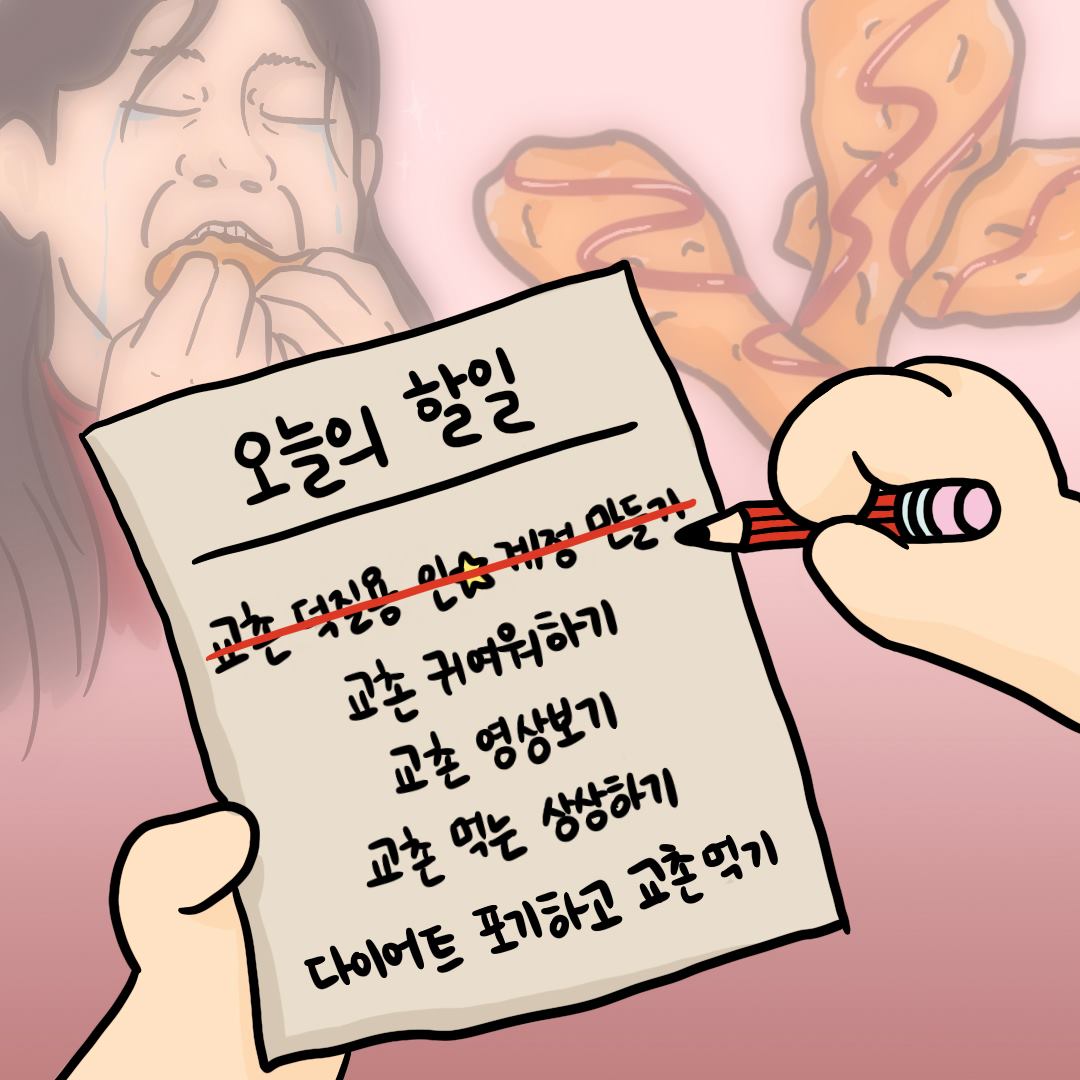 오늘의 할일
교촌 덕질용 인☆계정 만들기
교촌 귀여워하기
교촌 영상보기
교촌 먹는 상상하기
다이어트 포기하고 교촌먹기